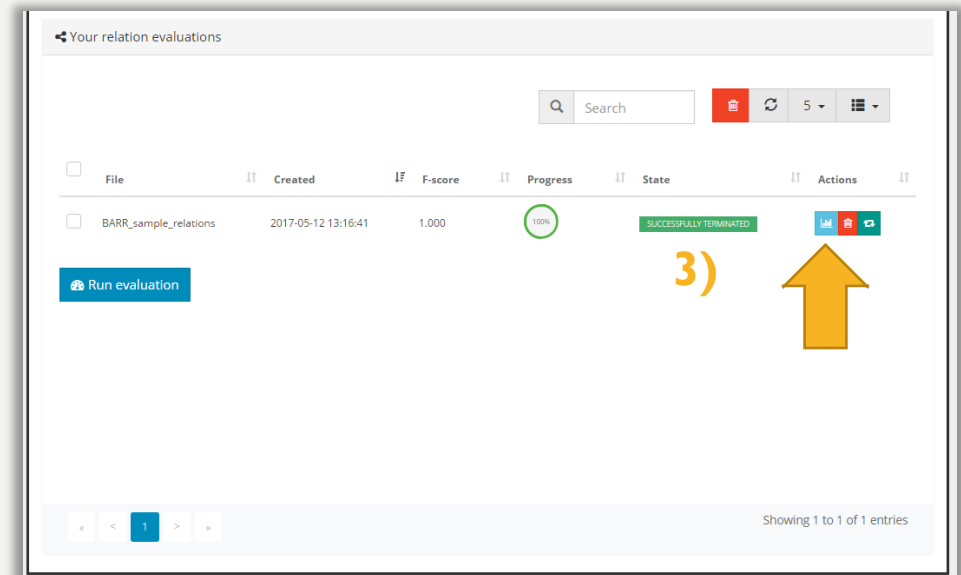 Your relation evaluations
Search
5
File Created F-score Progress State Actions
BARR_sample_relations 2017-05-12 13:16:41 1.000 100% SUCCESSFULLY TERMINATED
3)
Run evaluation
« < 1 > »
Showing 1 to 1 of 1 entries